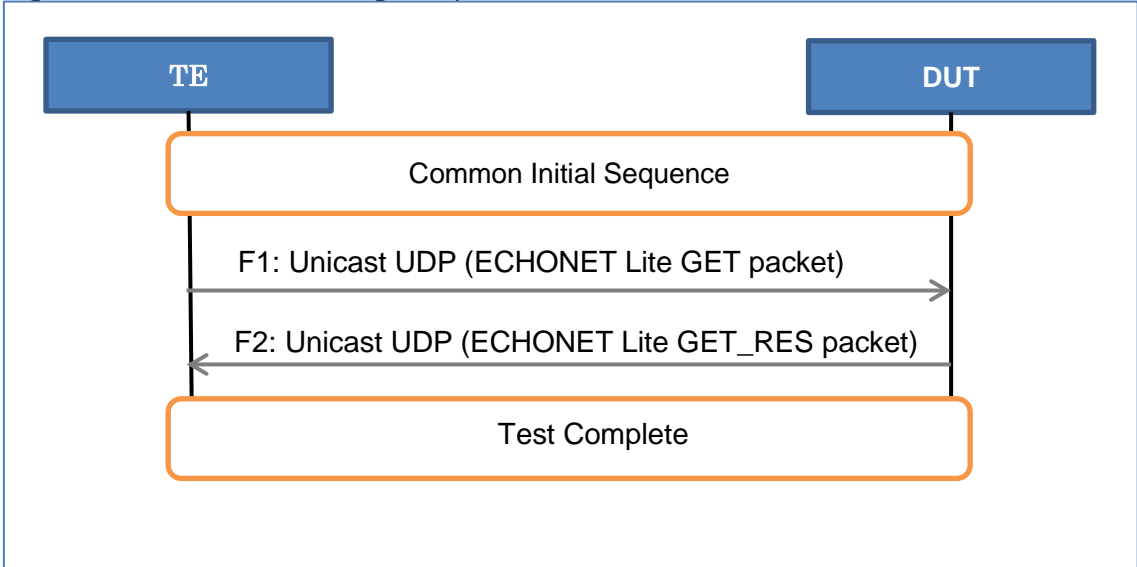 TE
DUT
Common Initial Sequence
F1: Unicast UDP (ECHONET Lite GET packet)
F2: Unicast UDP (ECHONET Lite GET_RES packet)
Test Complete